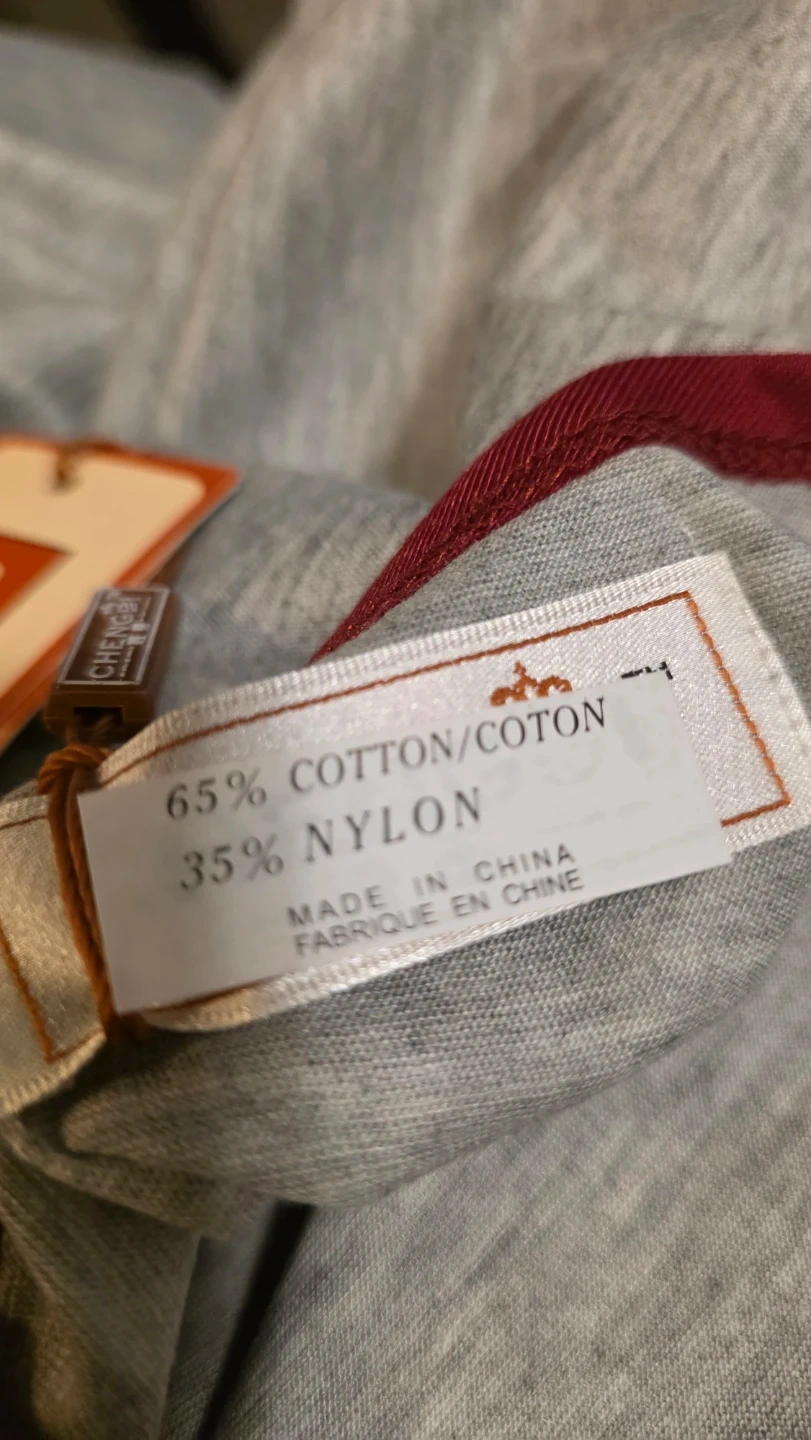 CHENGBI
65% COTTON/COTON
35% NYLON
MADE IN CHINA
FABRIQUE EN CHINE